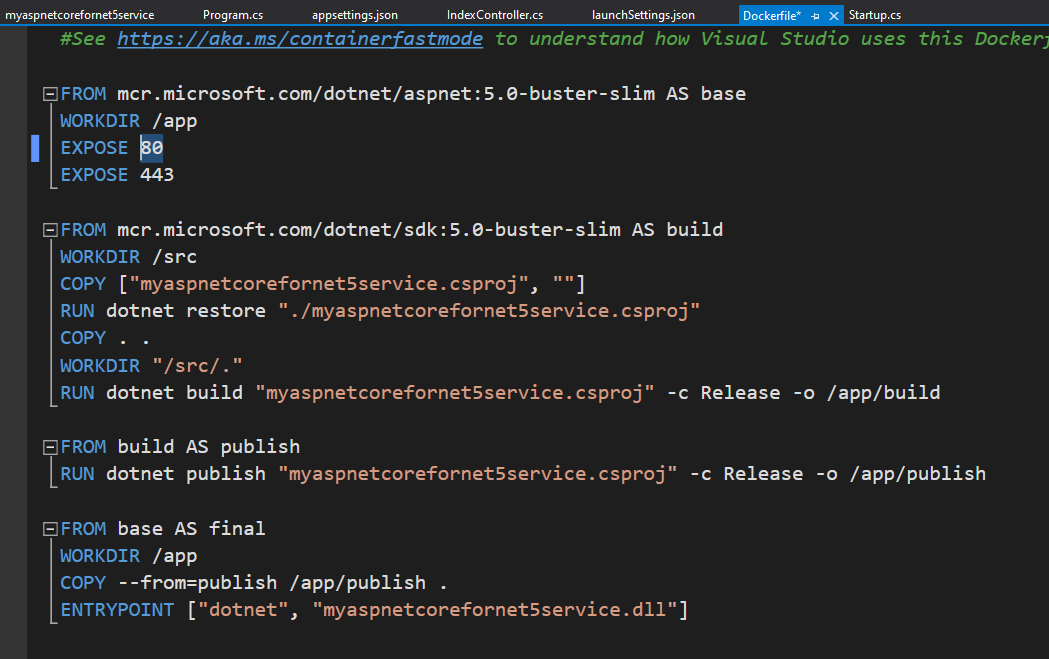 myaspnetcorefornet5service Program.cs appsettings.json IndexController.cs launchSettings.json Dockerfile* Startup.cs
#See https://aka.ms/containerfastmode to understand how Visual Studio uses this
FROM mcr.microsoft.com/dotnet/aspnet:5.0-buster-slim AS base
WORKDIR /app
EXPOSE 80
EXPOSE 443
FROM mcr.microsoft.com/dotnet/sdk:5.0-buster-slim AS build
WORKDIR /src
COPY ["myaspnetcorefornet5service.csproj", ""]
RUN dotnet restore "./myaspnetcorefornet5service.csproj"
COPY . .
WORKDIR "/src/."
RUN dotnet build "myaspnetcorefornet5service.csproj" -c Release -o /app/build
FROM build AS publish
RUN dotnet publish "myaspnetcorefornet5service.csproj" -c Release -o /app/publish
FROM base AS final
WORKDIR /app
COPY --from=publish /app/publish .
ENTRYPOINT ["dotnet", "myaspnetcorefornet5service.dll"]